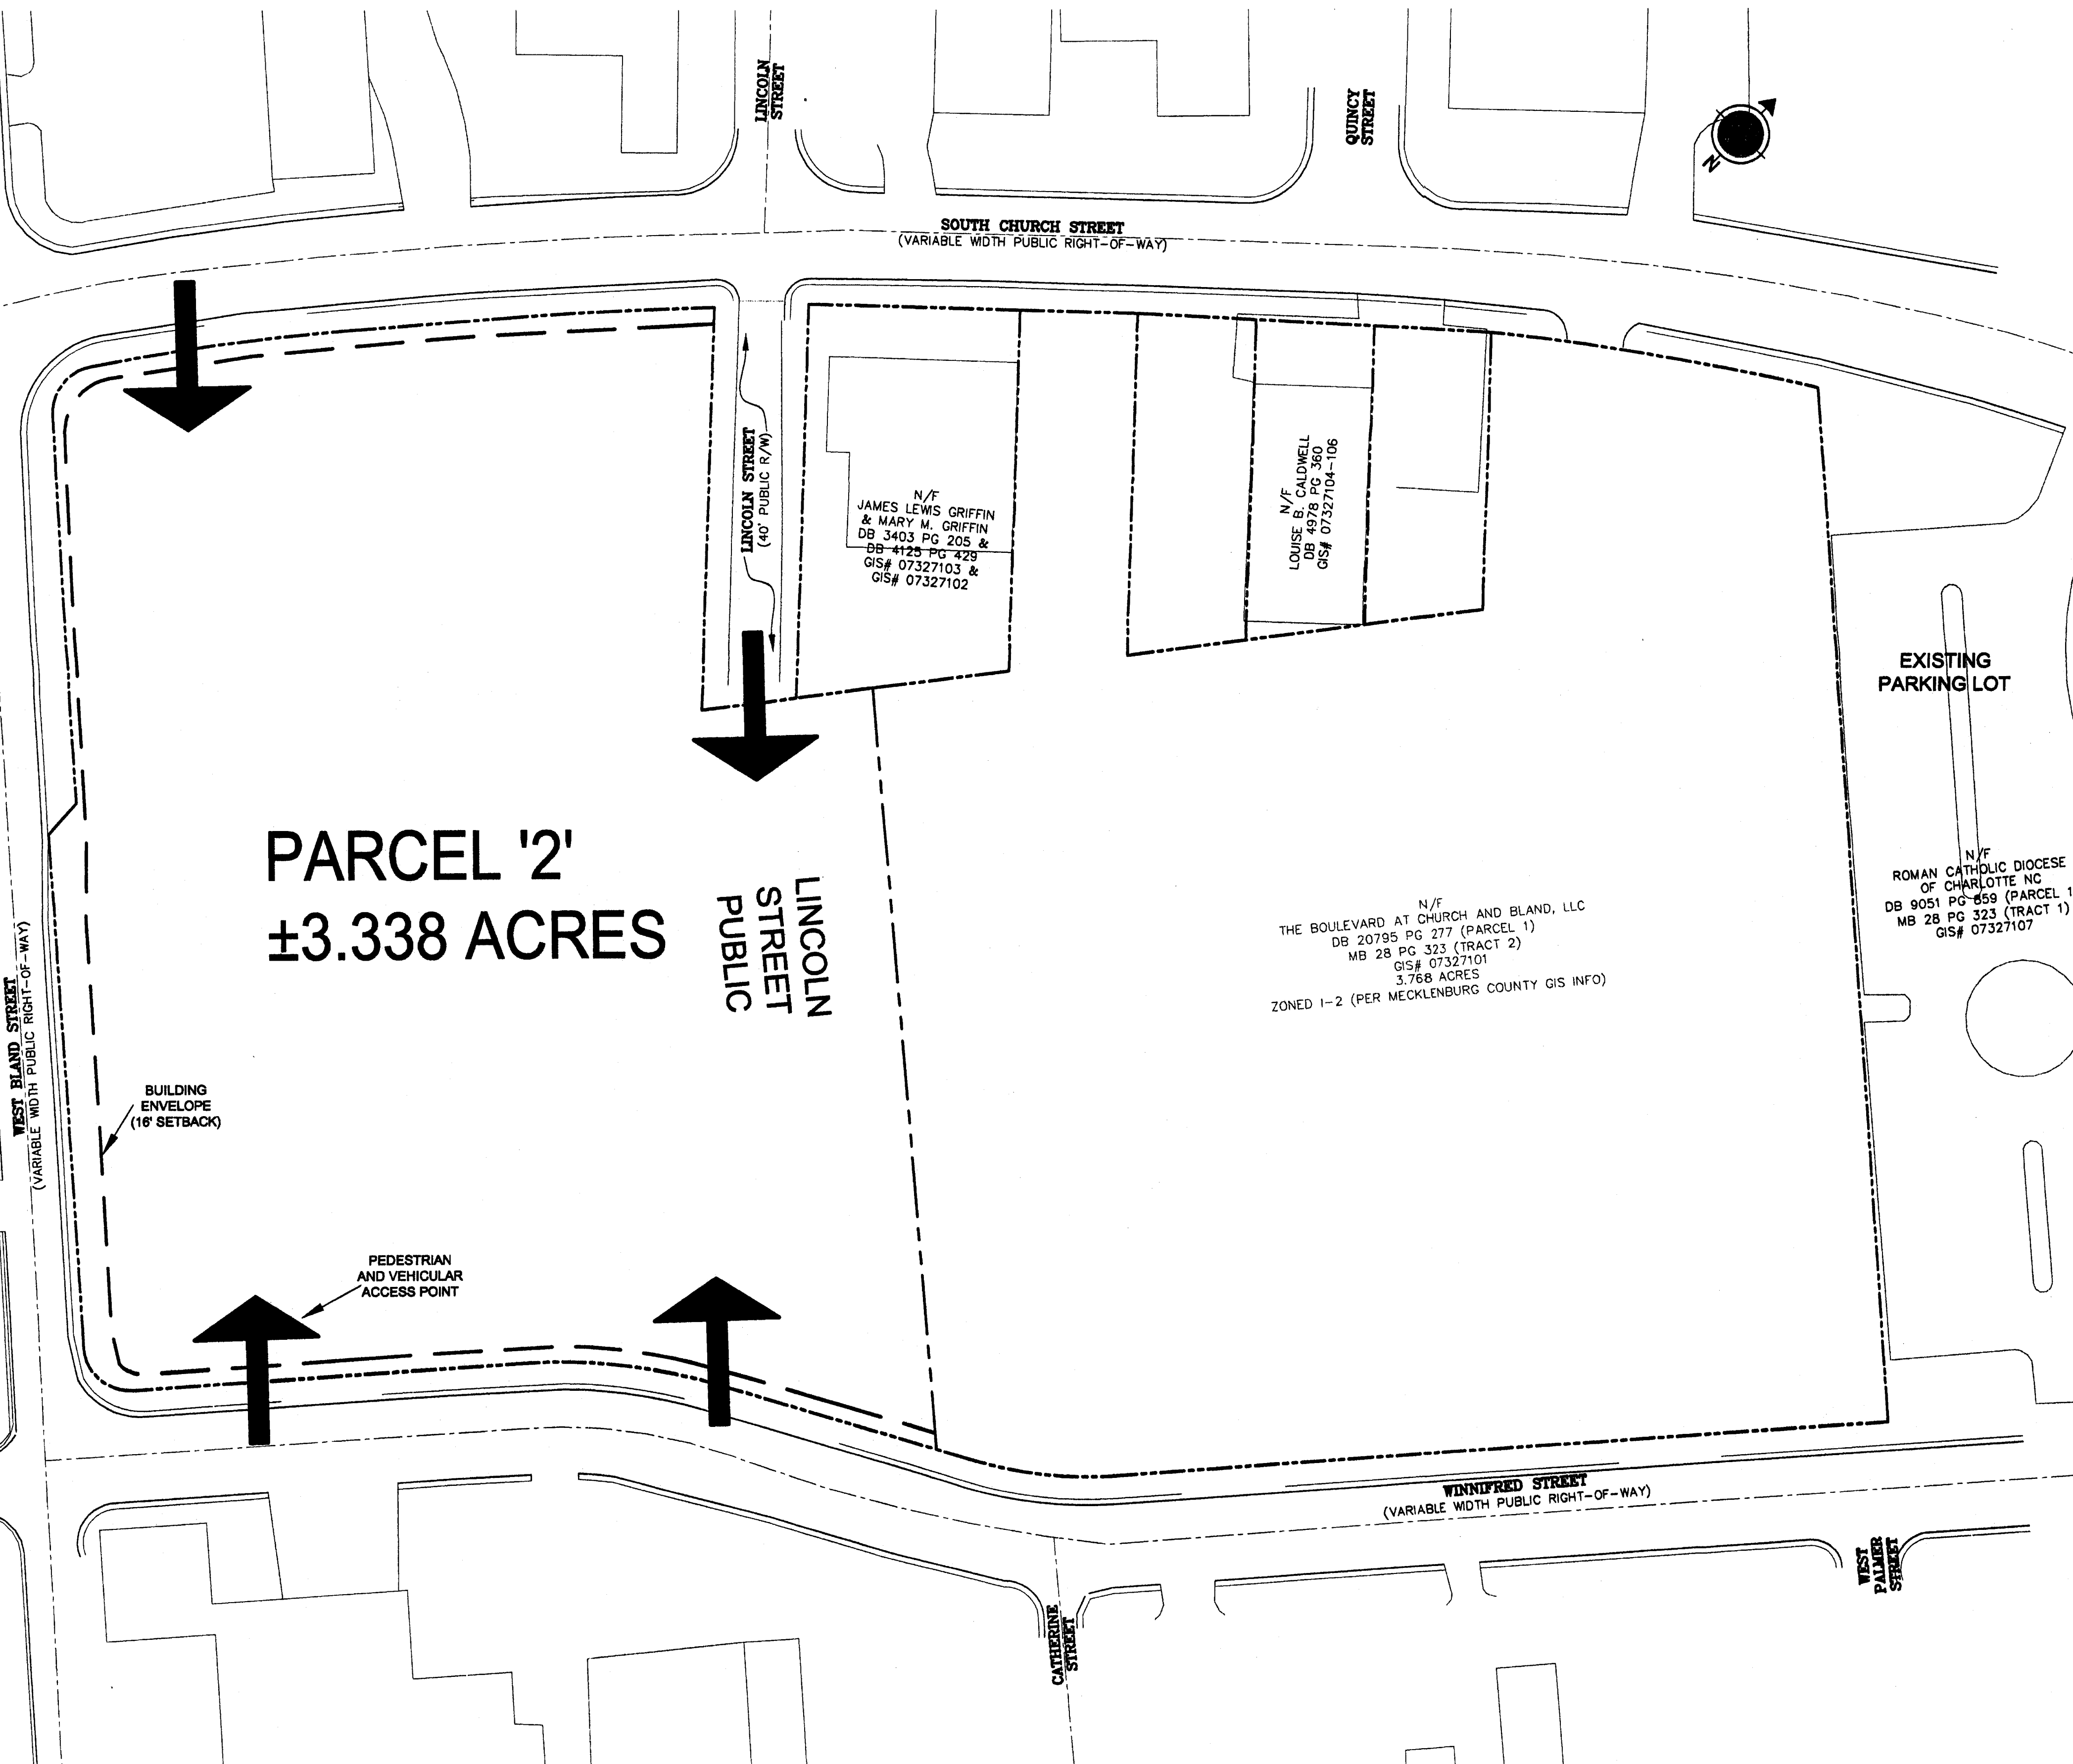 LINCOLN
STREET
QUINCY
STREET
N
SOUTH CHURCH STREET
(VARIABLE WIDTH PUBLIC RIGHT-OF-WAY)
LINCOLN STREET
(40' PUBLIC R/W)
N/F
JAMES LEWIS GRIFFIN
& MARY M. GRIFFIN
DB 3403 PG 205 &
DB 4125 PG 429
GIS# 07327103 &
GIS# 07327102
N/F
LOUISE B. CALDWELL
DB 4978 PG 360
GIS# 07327104-106
EXISTING
PARKING LOT
PARCEL '2'
±3.338 ACRES
LINCOLN
STREET
PUBLIC
N/F
THE BOULEVARD AT CHURCH AND BLAND, LLC
DB 20795 PG 277 (PARCEL 1)
MB 28 PG 323 (TRACT 2)
GIS# 07327101
3.768 ACRES
ZONED I-2 (PER MECKLENBURG COUNTY GIS INFO)
N/F
ROMAN CATHOLIC DIOCESE
OF CHARLOTTE NC
DB 9051 PG 859 (PARCEL 1
MB 28 PG 323 (TRACT 1)
GIS# 07327107
WEST BLAND STREET
(VARIABLE WIDTH PUBLIC RIGHT-OF-WAY)
BUILDING
ENVELOPE
(16' SETBACK)
PEDESTRIAN
AND VEHICULAR
ACCESS POINT
WINNIFRED STREET
(VARIABLE WIDTH PUBLIC RIGHT-OF-WAY)
WEST
PALMER
STREET
CATHERINE
STREET